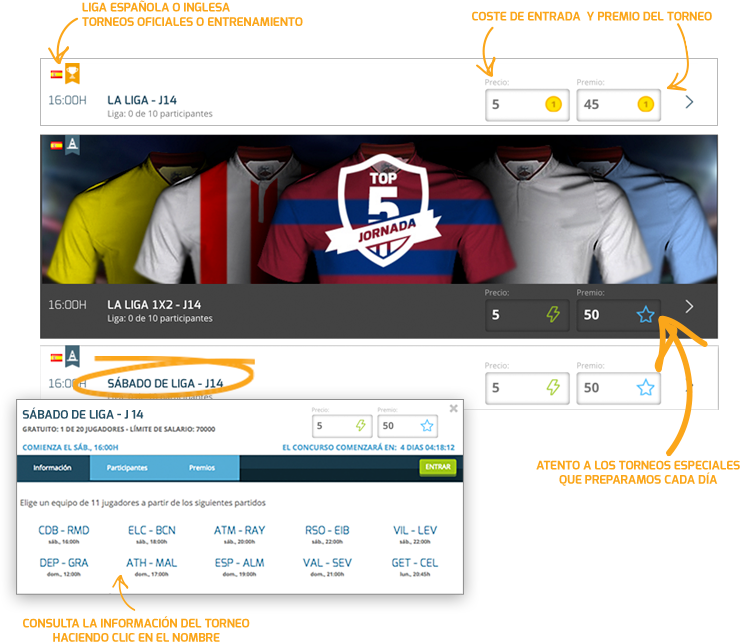 LIGA ESPAÑOLA O INGLESA
TORNEOS OFICIALES O ENTRENAMIENTO
COSTE DE ENTRADA Y PREMIO DEL TORNEO
Precio: Premio:
16:00H LA LIGA - J14 5 1 45 1
Liga: 0 de 10 participantes
TOP
5
JORNADA
Precio: Premio:
16:00H LA LIGA 1X2 - J14 5 50
Liga: 0 de 10 participantes
Precio: Premio:
16:00H SÁBADO DE LIGA - J14 5 50
SÁBADO DE LIGA - J 14
Precio: Premio:
5 50
GRATUITO: 1 DE 20 JUGADORES - LÍMITE DE SALARIO: 70000
COMIENZA EL SÁB., 16:00H EL CONCURSO COMENZARÁ EN: 4 DIAS 04:18:12
Información Participantes Premios ENTRAR
Elige un equipo de 11 jugadores a partir de los siguientes partidos
CDB - RMD ELC - BCN ATM - RAY RSO - EIB VIL - LEV
sáb., 16:00h sáb., 18:00h sáb., 20:00h sáb., 22:00h sáb., 22:00h
DEP - GRA ATH - MAL ESP - ALM VAL - SEV GET - CEL
dom., 12:00h dom., 17:00h dom., 19:00h dom., 21:00h lun., 20:45h
ATENTO A LOS TORNEOS ESPECIALES
QUE PREPARAMOS CADA DÍA
CONSULTA LA INFORMACIÓN DEL TORNEO
HACIENDO CLIC EN EL NOMBRE